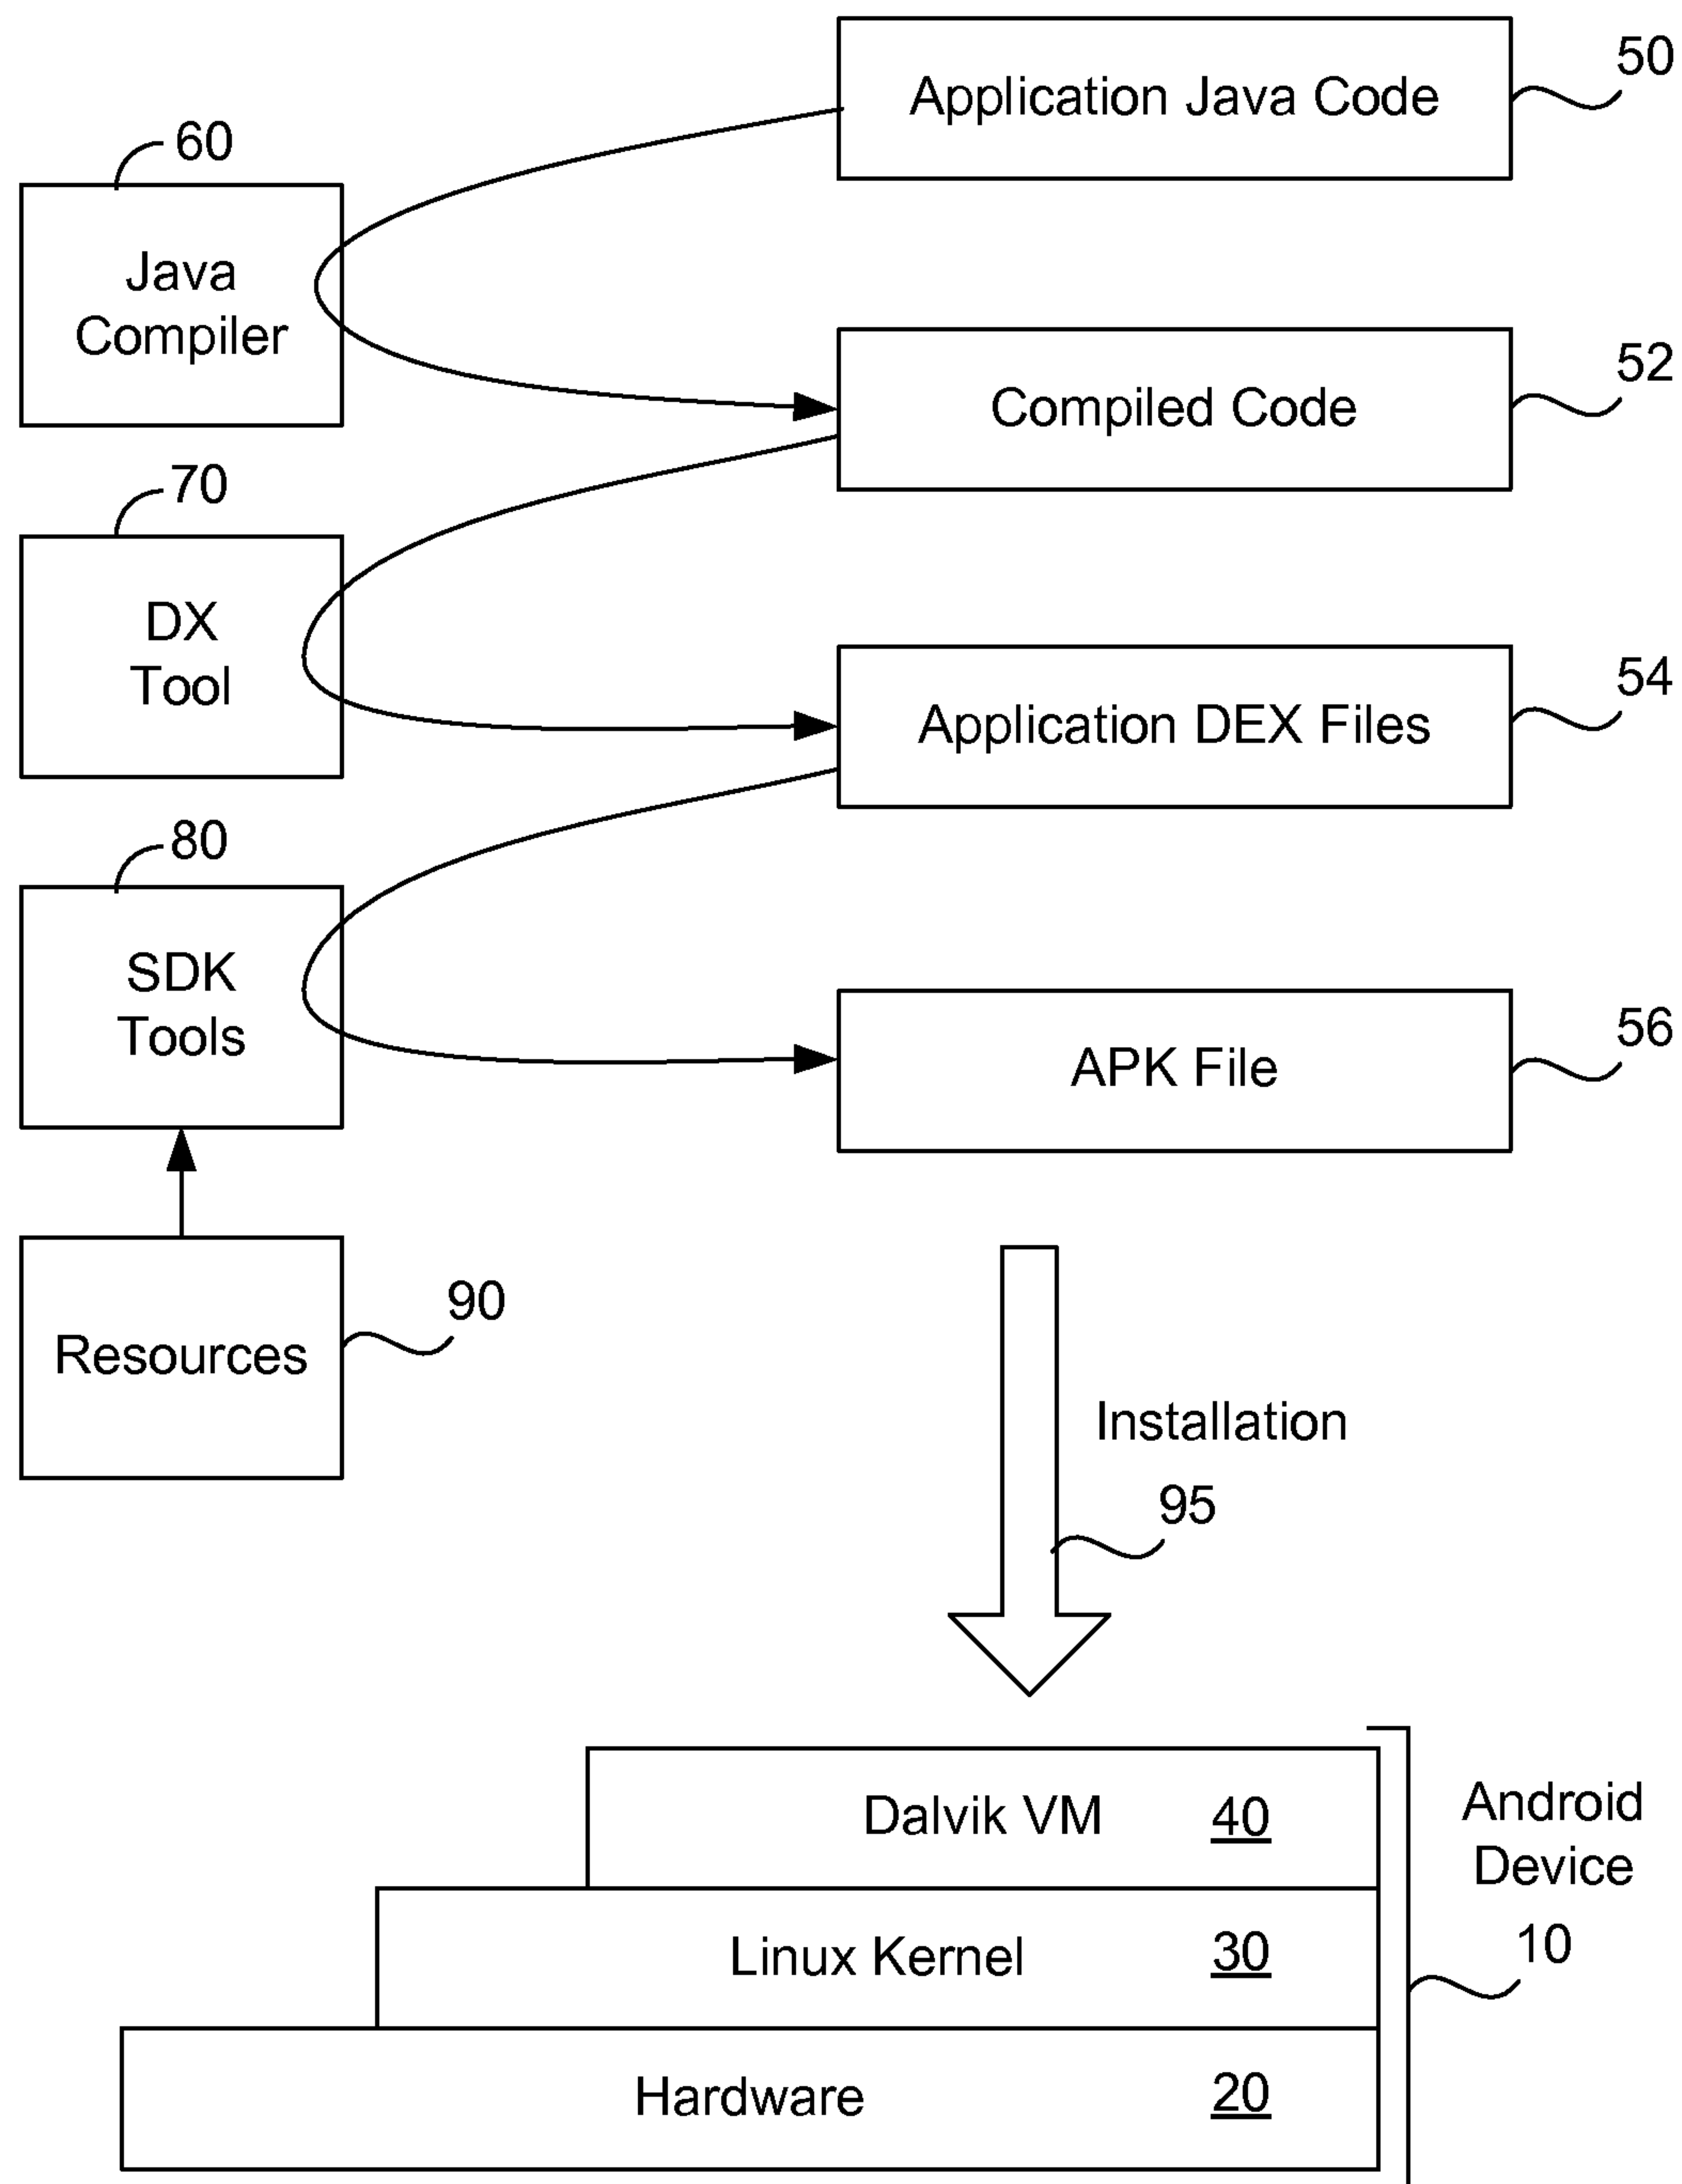 50
Application Java Code
60
Java
Compiler
52
Compiled Code
70
DX
Tool
54
Application DEX Files
80
SDK
Tools
56
APK File
90
Resources
Installation
95
Dalvik VM 40
Android
Device
10
Linux Kernel 30
Hardware 20